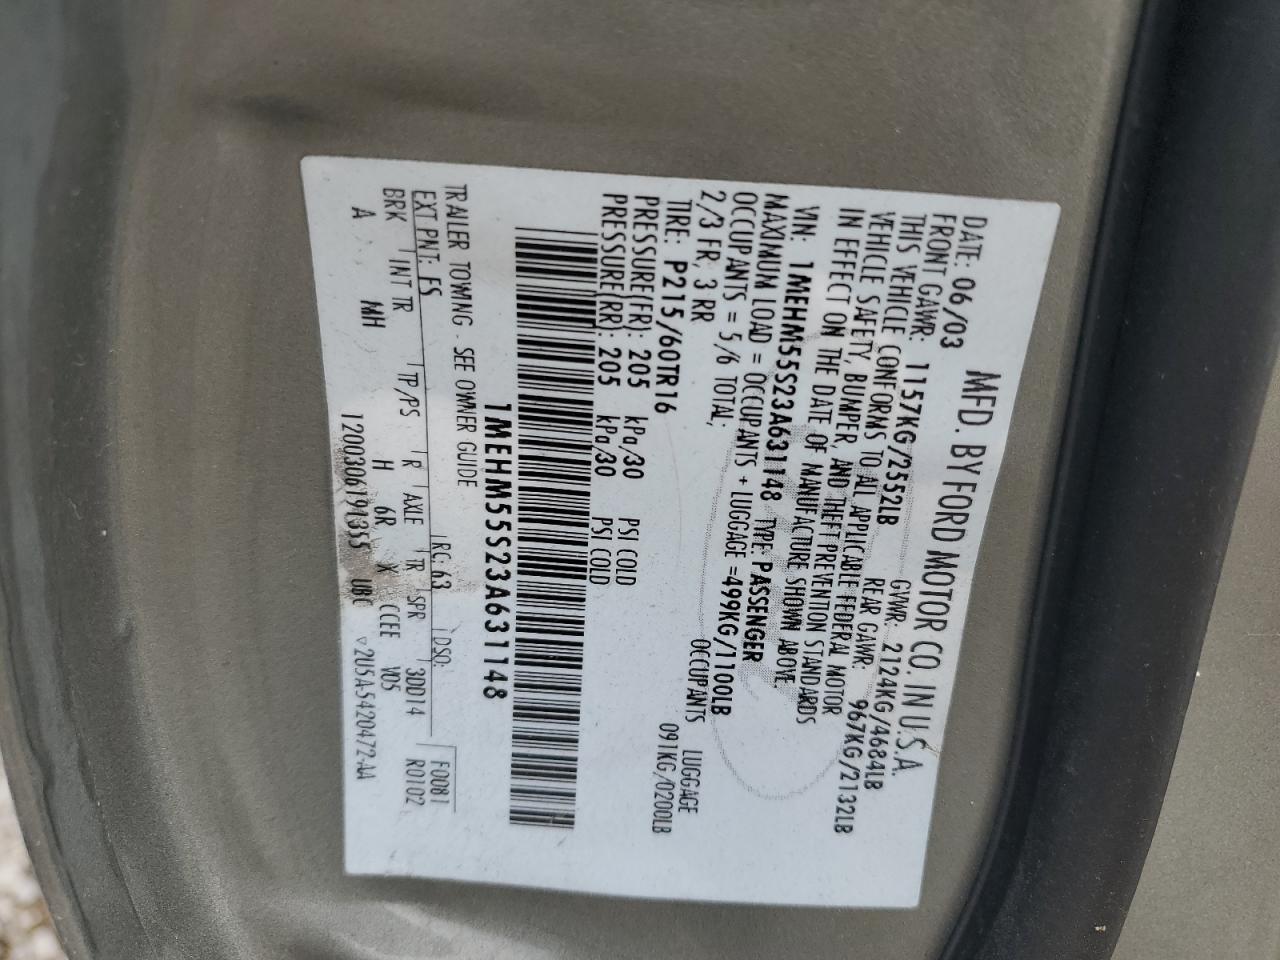 MFD. BY FORD MOTOR CO. IN U.S.A.
DATE: 06/03 GVWR: 2124KG/4684LB
FRONT GAWR: 1157KG/2552LB REAR GAWR: 967KG/2132LB
THIS VEHICLE CONFORMS TO ALL APPLICABLE FEDERAL MOTOR
VEHICLE SAFETY, BUMPER, AND THEFT PREVENTION STANDARDS
IN EFFECT ON THE DATE OF MANUFACTURE SHOWN ABOVE.
VIN: 1MEHM55S23A631148 TYPE: PASSENGER
MAXIMUM LOAD = OCCUPANTS + LUGGAGE = 499KG/1100LB
OCCUPANTS = 5/6 TOTAL; OCCUPANTS LUGGAGE
2/3 FR, 3 RR 091KG/0200LB
TIRE: P215/60TR16
PRESSURE(FR): 205 kPa/30 PSI COLD
PRESSURE(RR): 205 kPa/30 PSI COLD
1MEHM55S23A631148
TRAILER TOWING - SEE OWNER GUIDE
EXT PNT: FS RC: 63 DSO: F0081
BRK INT TR TP/PS R AXLE TR SPR 3DD14 R0102
A MH H 6R X CCEE V05
UBC ▽2U5A-5420472-AA